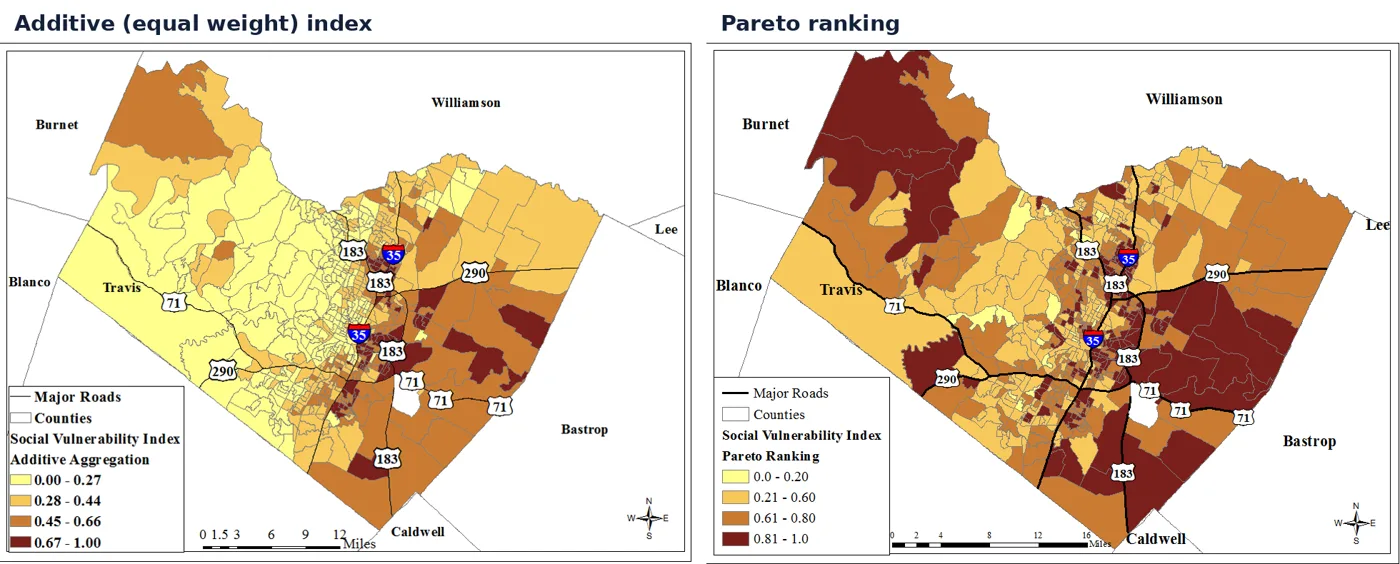 Additive (equal weight) index
Williamson
Burnet
Lee
183
35
183
290
Blanco
Travis
71
35
183
290
71
71
71
Bastrop
183
Caldwell
Major Roads
Counties
Social Vulnerability Index
Additive Aggregation
0.00 - 0.27
0.28 - 0.44
0.45 - 0.66
0.67 - 1.00
0 1.5 3 6 9 12
Miles
N
W E
S
Pareto ranking
Williamson
Burnet
Lee
183
35
183
290
Blanco
Travis
71
35
183
290
71
71
71
Bastrop
183
Caldwell
Major Roads
Counties
Social Vulnerability Index
Pareto Ranking
0.0 - 0.20
0.21 - 0.60
0.61 - 0.80
0.81 - 1.0
0 2 4 8 12 16
Miles
N
W E
S